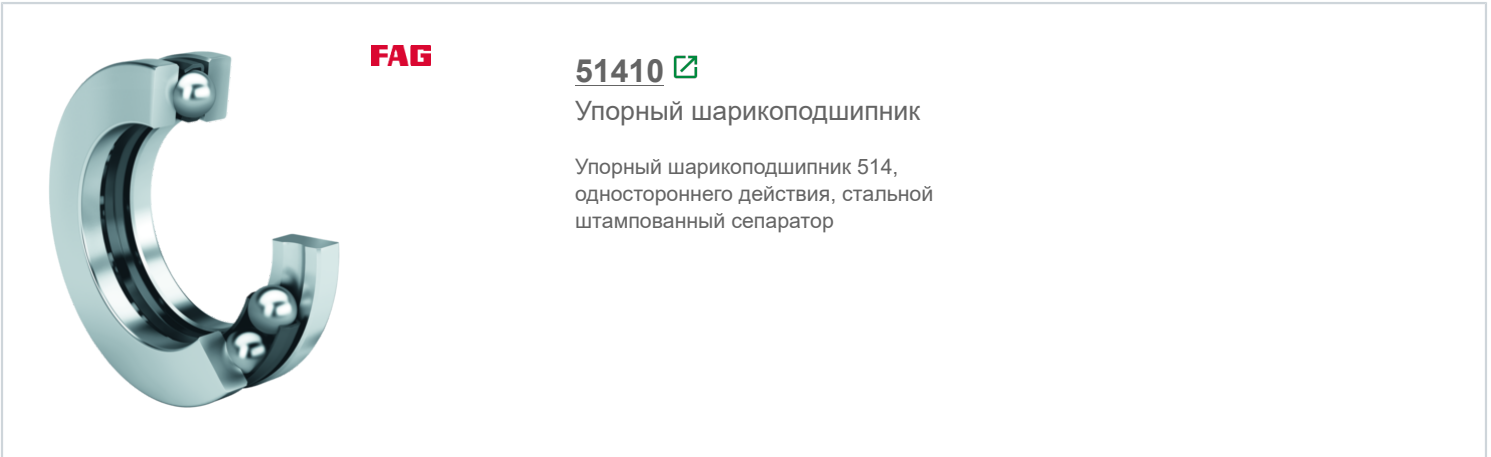 FAG
51410
Упорный шарикоподшипник
Упорный шарикоподшипник 514,
одностороннего действия, стальной
штампованный сепаратор